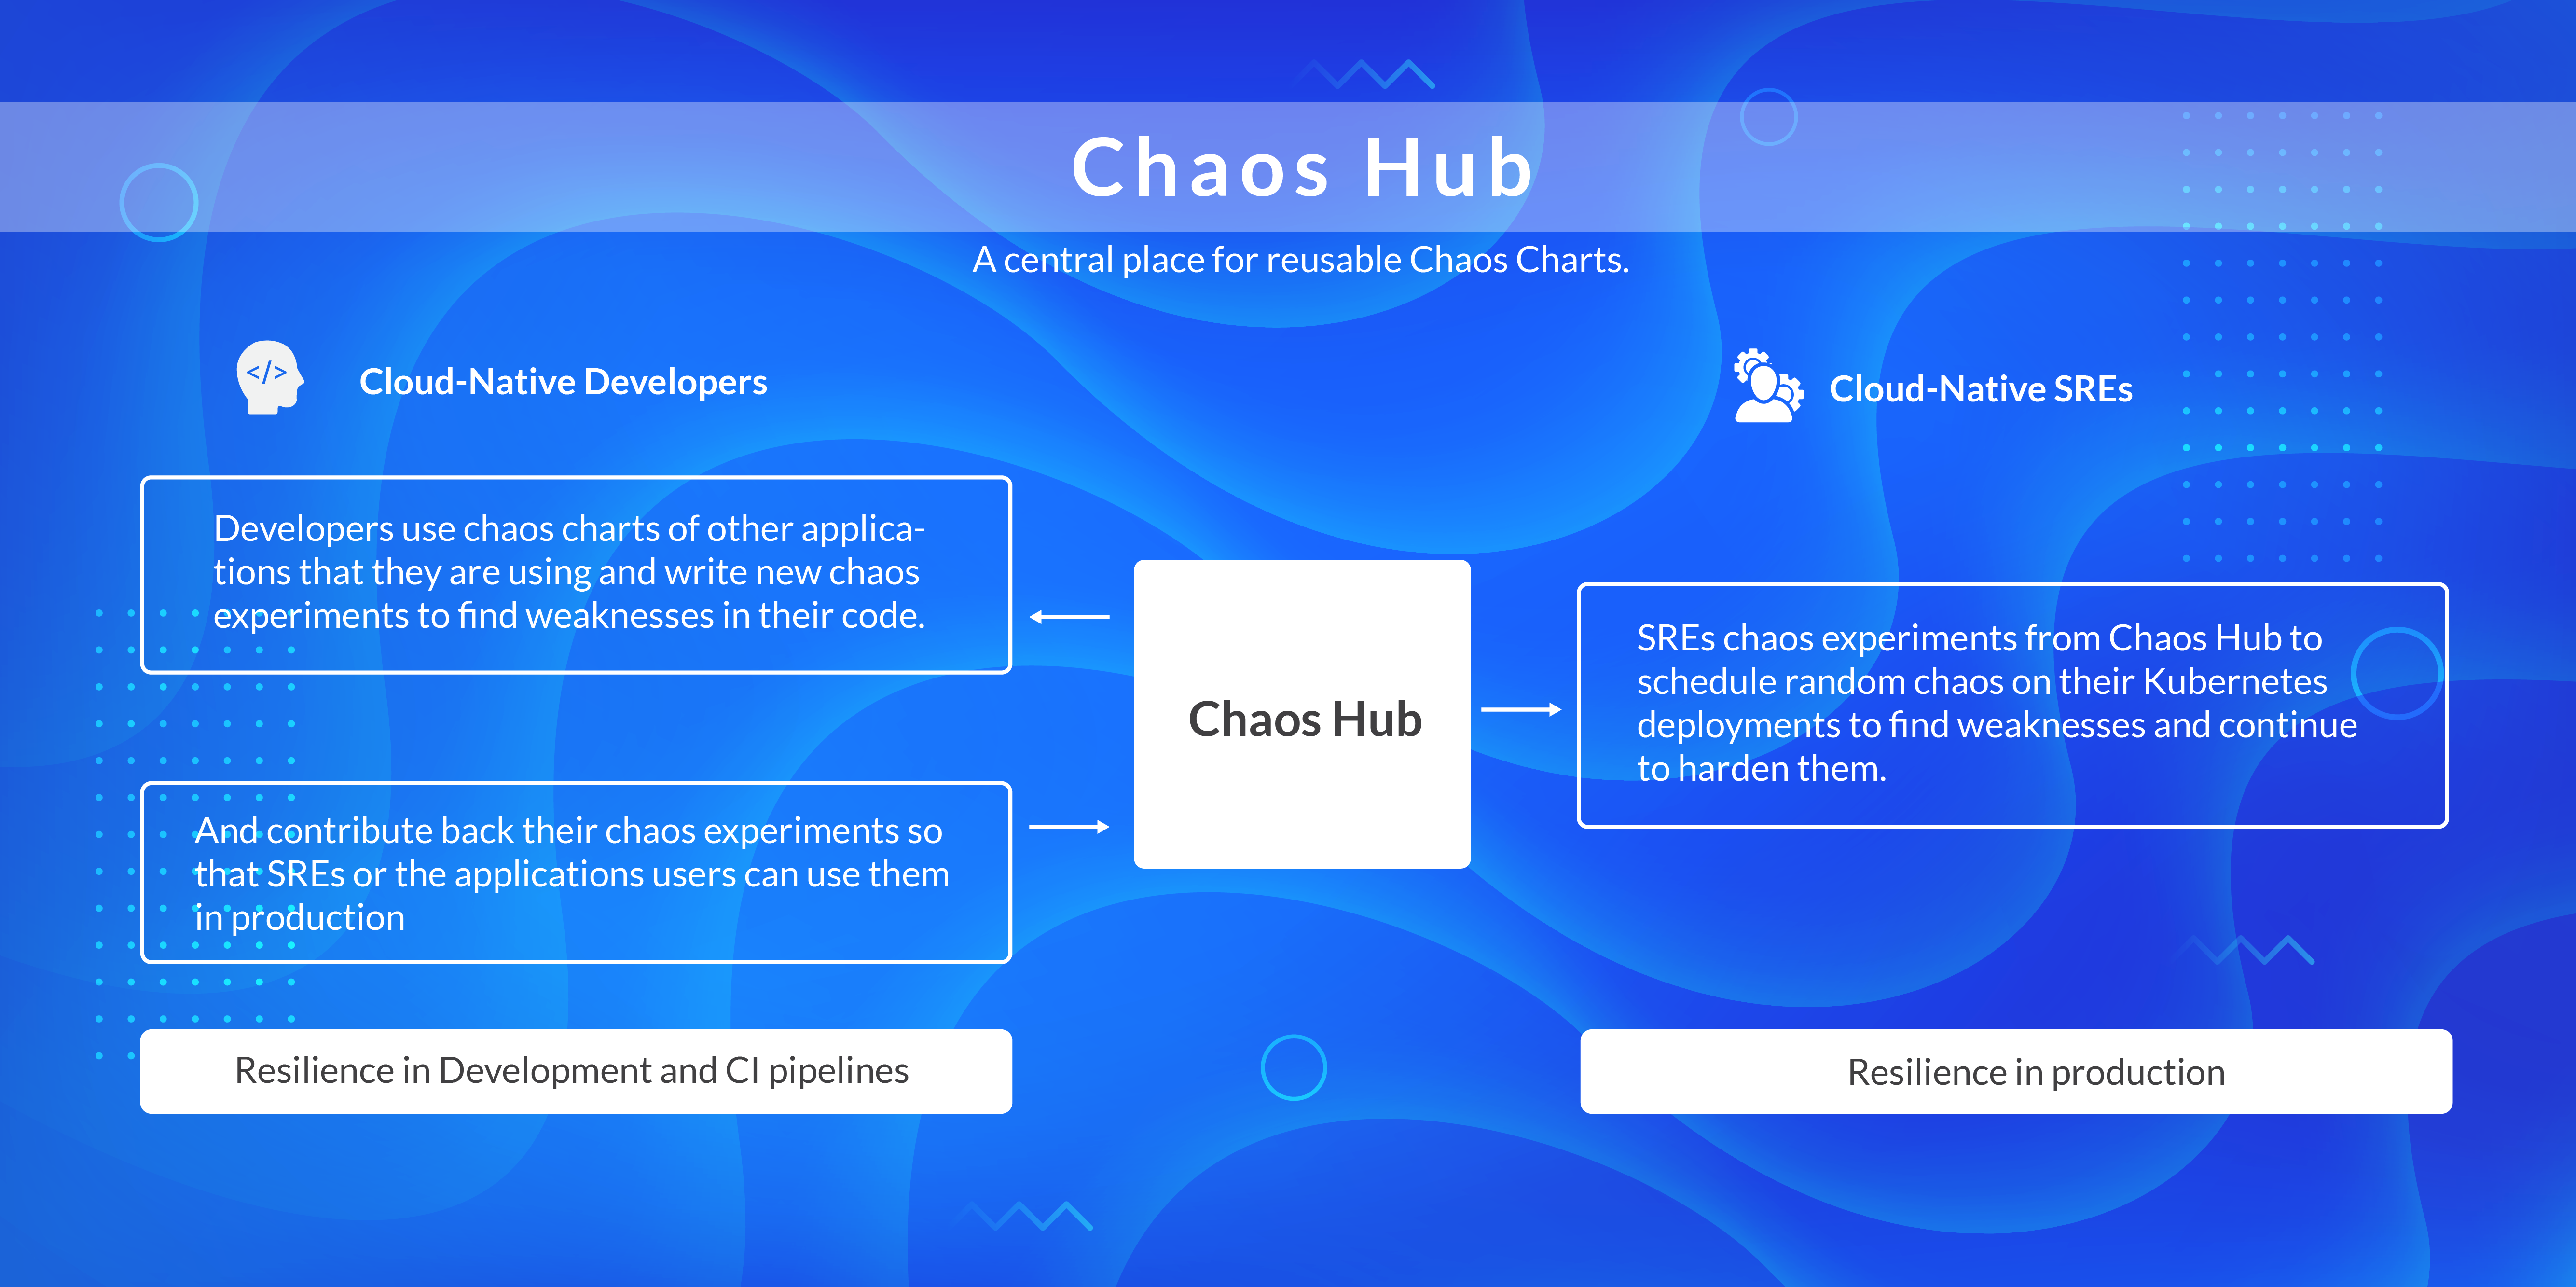 Chaos Hub
A central place for reusable Chaos Charts.
</>
Cloud-Native Developers
Developers use chaos charts of other applica-
tions that they are using and write new chaos
experiments to find weaknesses in their code.
And contribute back their chaos experiments so
that SREs or the applications users can use them
in production
Resilience in Development and CI pipelines
Chaos Hub
Cloud-Native SREs
SREs chaos experiments from Chaos Hub to
schedule random chaos on their Kubernetes
deployments to find weaknesses and continue
to harden them.
Resilience in production